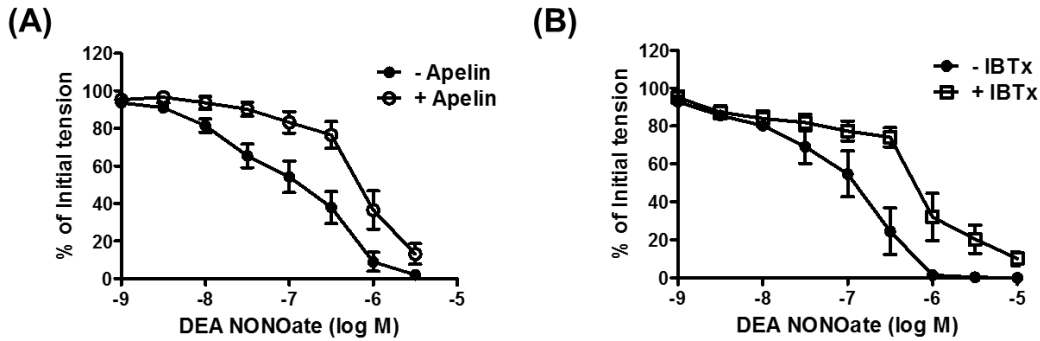 (A)
% of Initial tension
120
100
80
60
40
20
0
-9
-8
-7
-6
-5
DEA NONOate (log M)
- Apelin
+ Apelin
(B)
% of Initial tension
120
100
80
60
40
20
0
-9
-8
-7
-6
-5
DEA NONOate (log M)
- IBTx
+ IBTx